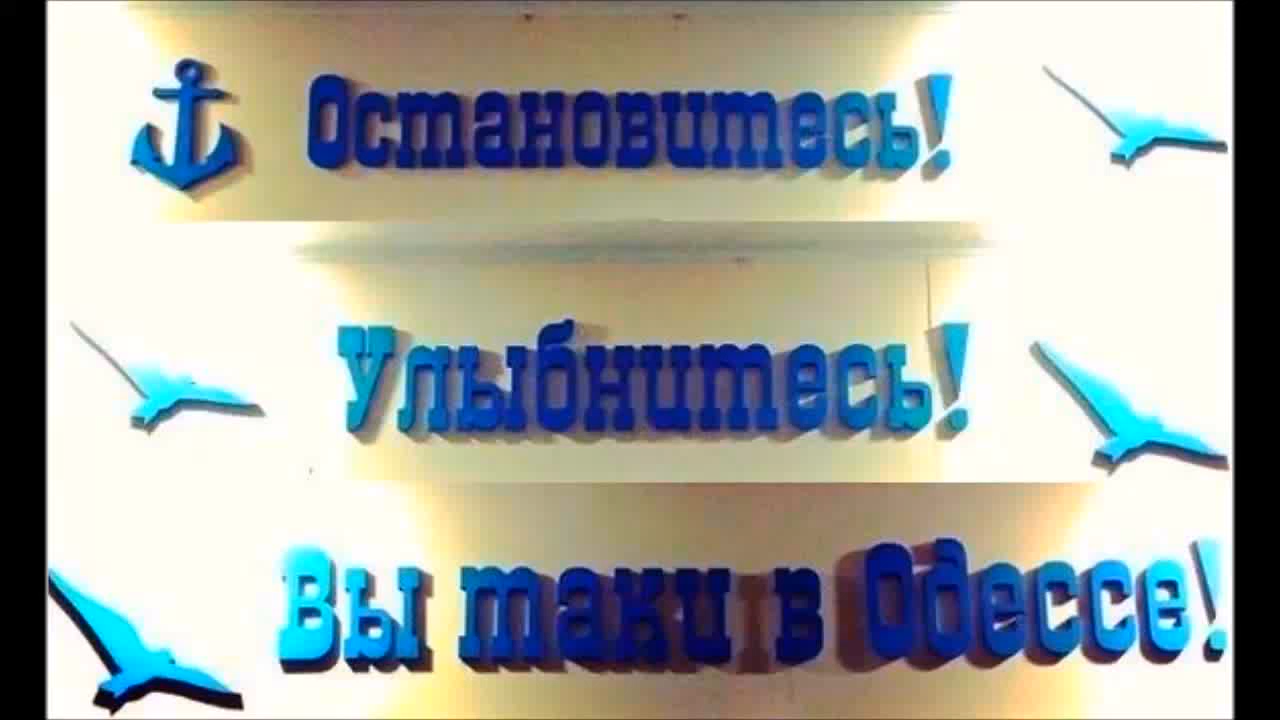 Остановитесь!
Улыбнитесь!
Вы таки в Одессе!